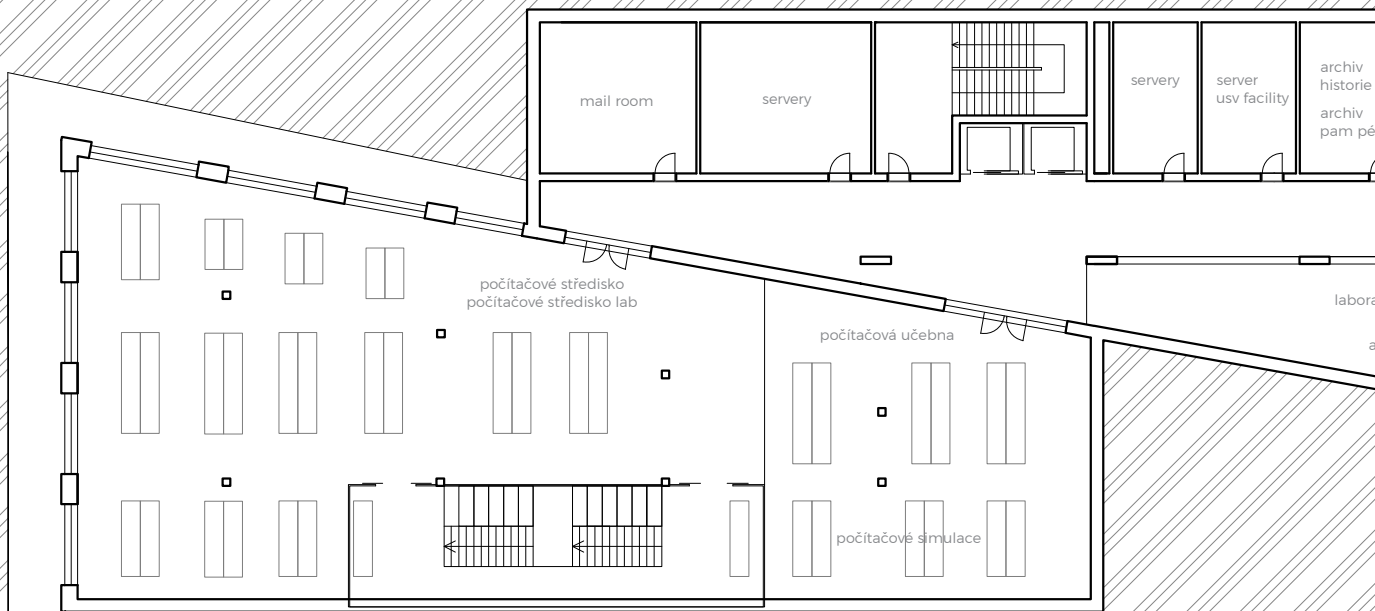 mail room
servery
servery
server
usv facility
archiv
historie
archiv
počítačové středisko
počítačové středisko lab
počítačová učebna
počítačové simulace